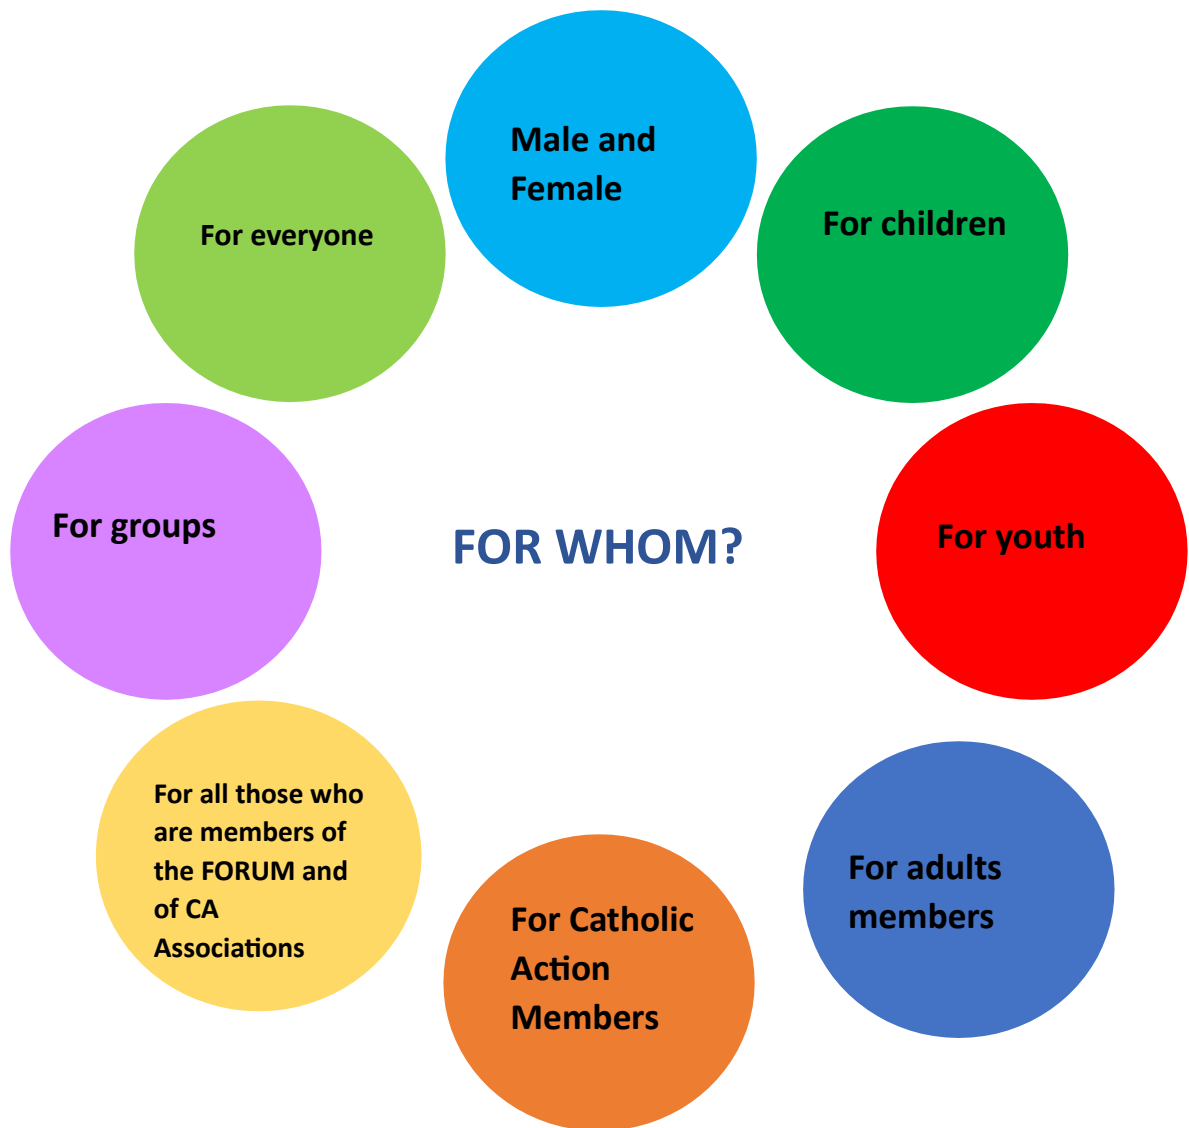 Male and
Female
For everyone
For children
For groups
FOR WHOM?
For youth
For all those who
are members of
the FORUM and
of CA
Associations
For adults
members
For Catholic
Action
Members